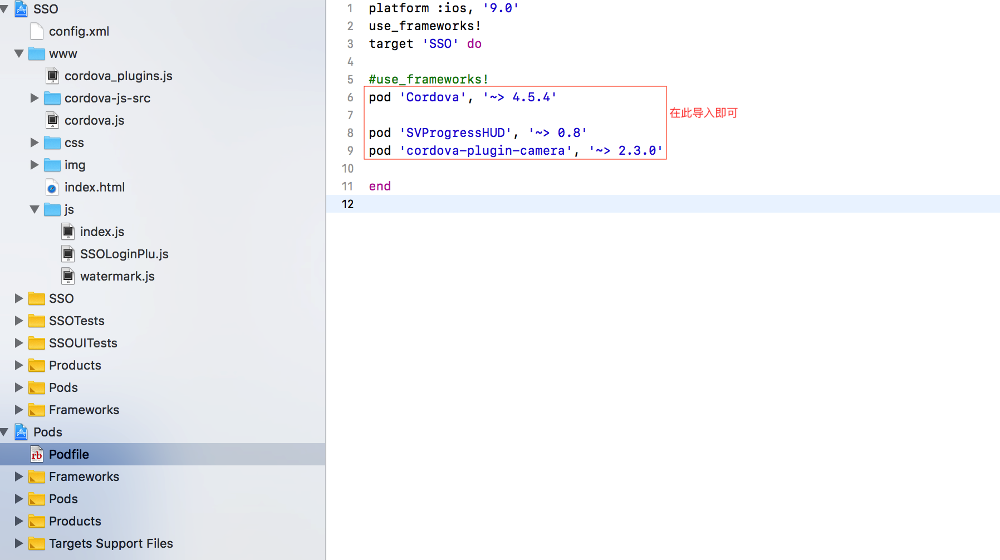 SSO
config.xml
www
cordova_plugins.js
cordova-js-src
cordova.js
css
img
index.html
js
index.js
SSOLoginPlu.js
watermark.js
SSO
SSOTests
SSOUITests
Products
Pods
Frameworks
Pods
Podfile
Frameworks
Pods
Products
Targets Support Files
1 platform :ios, '9.0'
2 use_frameworks!
3 target 'SSO' do
4
5 #use_frameworks!
6 pod 'Cordova', '~> 4.5.4'
7
在此导入即可
8 pod 'SVProgressHUD', '~> 0.8'
9 pod 'cordova-plugin-camera', '~> 2.3.0'
10
11 end
12